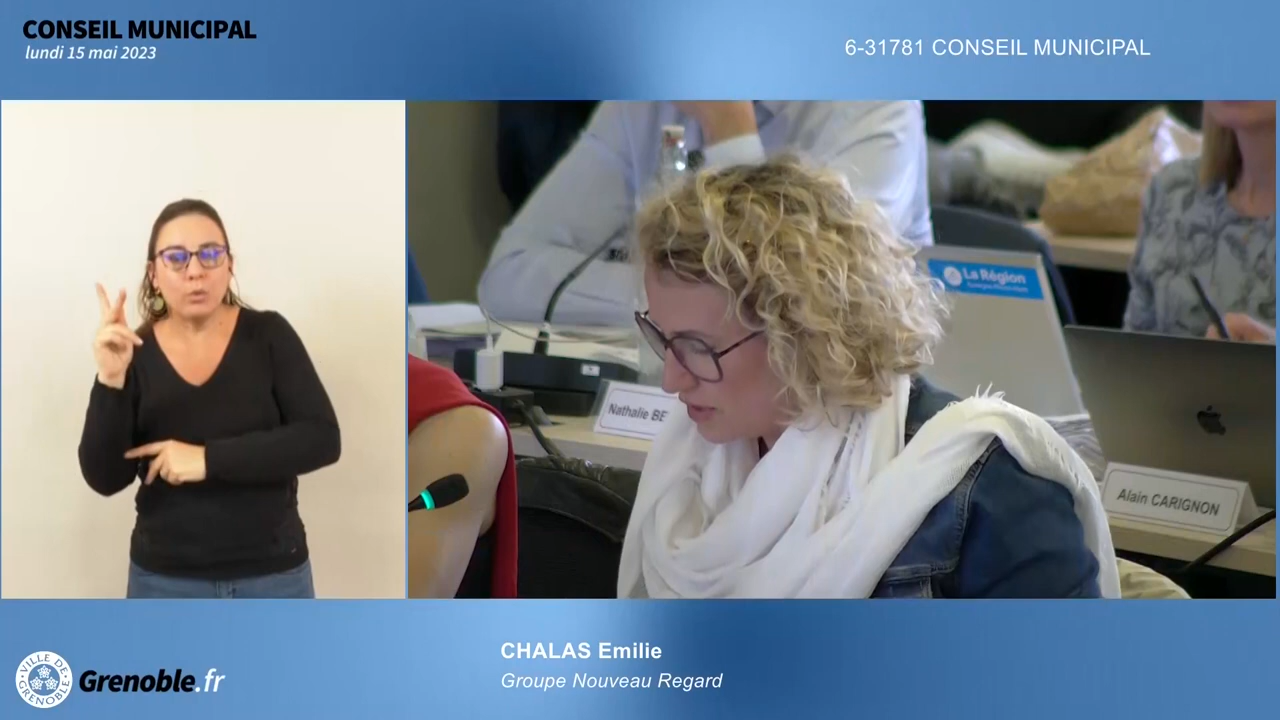 CONSEIL MUNICIPAL
lundi 15 mai 2023
6-31781 CONSEIL MUNICIPAL
La Région
Nathalie BE
Alain CARIGNON
CHALAS Emilie
Groupe Nouveau Regard
VILLE DE GRENOBLE
Grenoble.fr